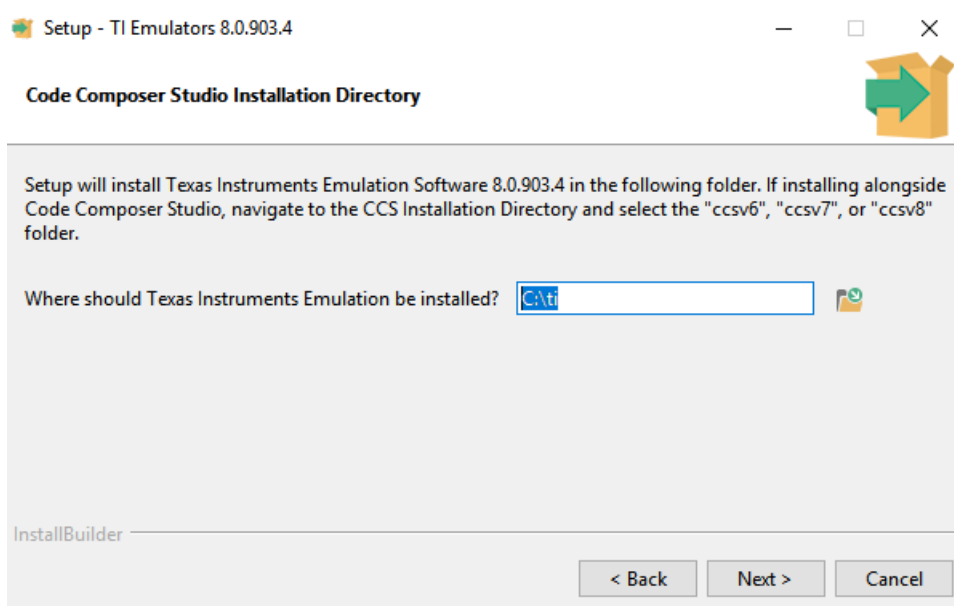 Setup - TI Emulators 8.0.903.4
Code Composer Studio Installation Directory
Setup will install Texas Instruments Emulation Software 8.0.903.4 in the following folder. If installing alongside
Code Composer Studio, navigate to the CCS Installation Directory and select the "ccsv6", "ccsv7", or "ccsv8"
folder.
Where should Texas Instruments Emulation be installed? C:\ti
InstallBuilder
< Back Next > Cancel